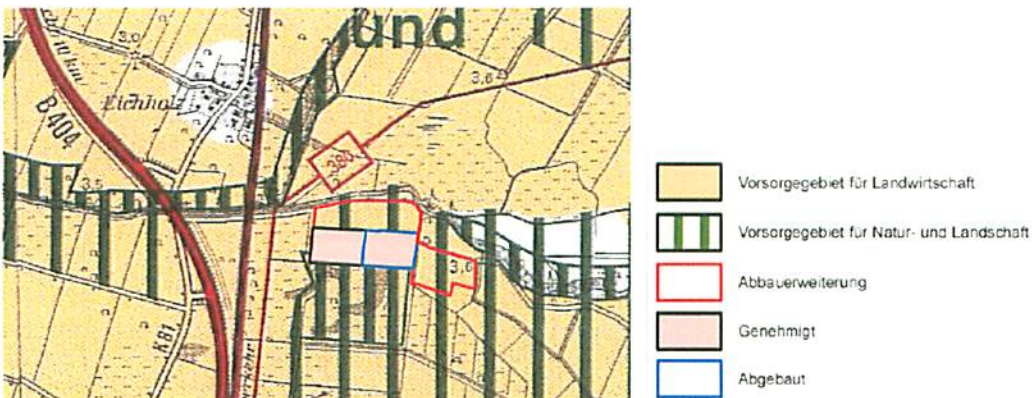 und
3,0
Eichholz
B 404
3,6
380
3,5
3,6
K81
Vorsorgegebiet für Landwirtschaft
Vorsorgegebiet für Natur- und Landschaft
Abbauerweiterung
Genehmigt
Abgebaut